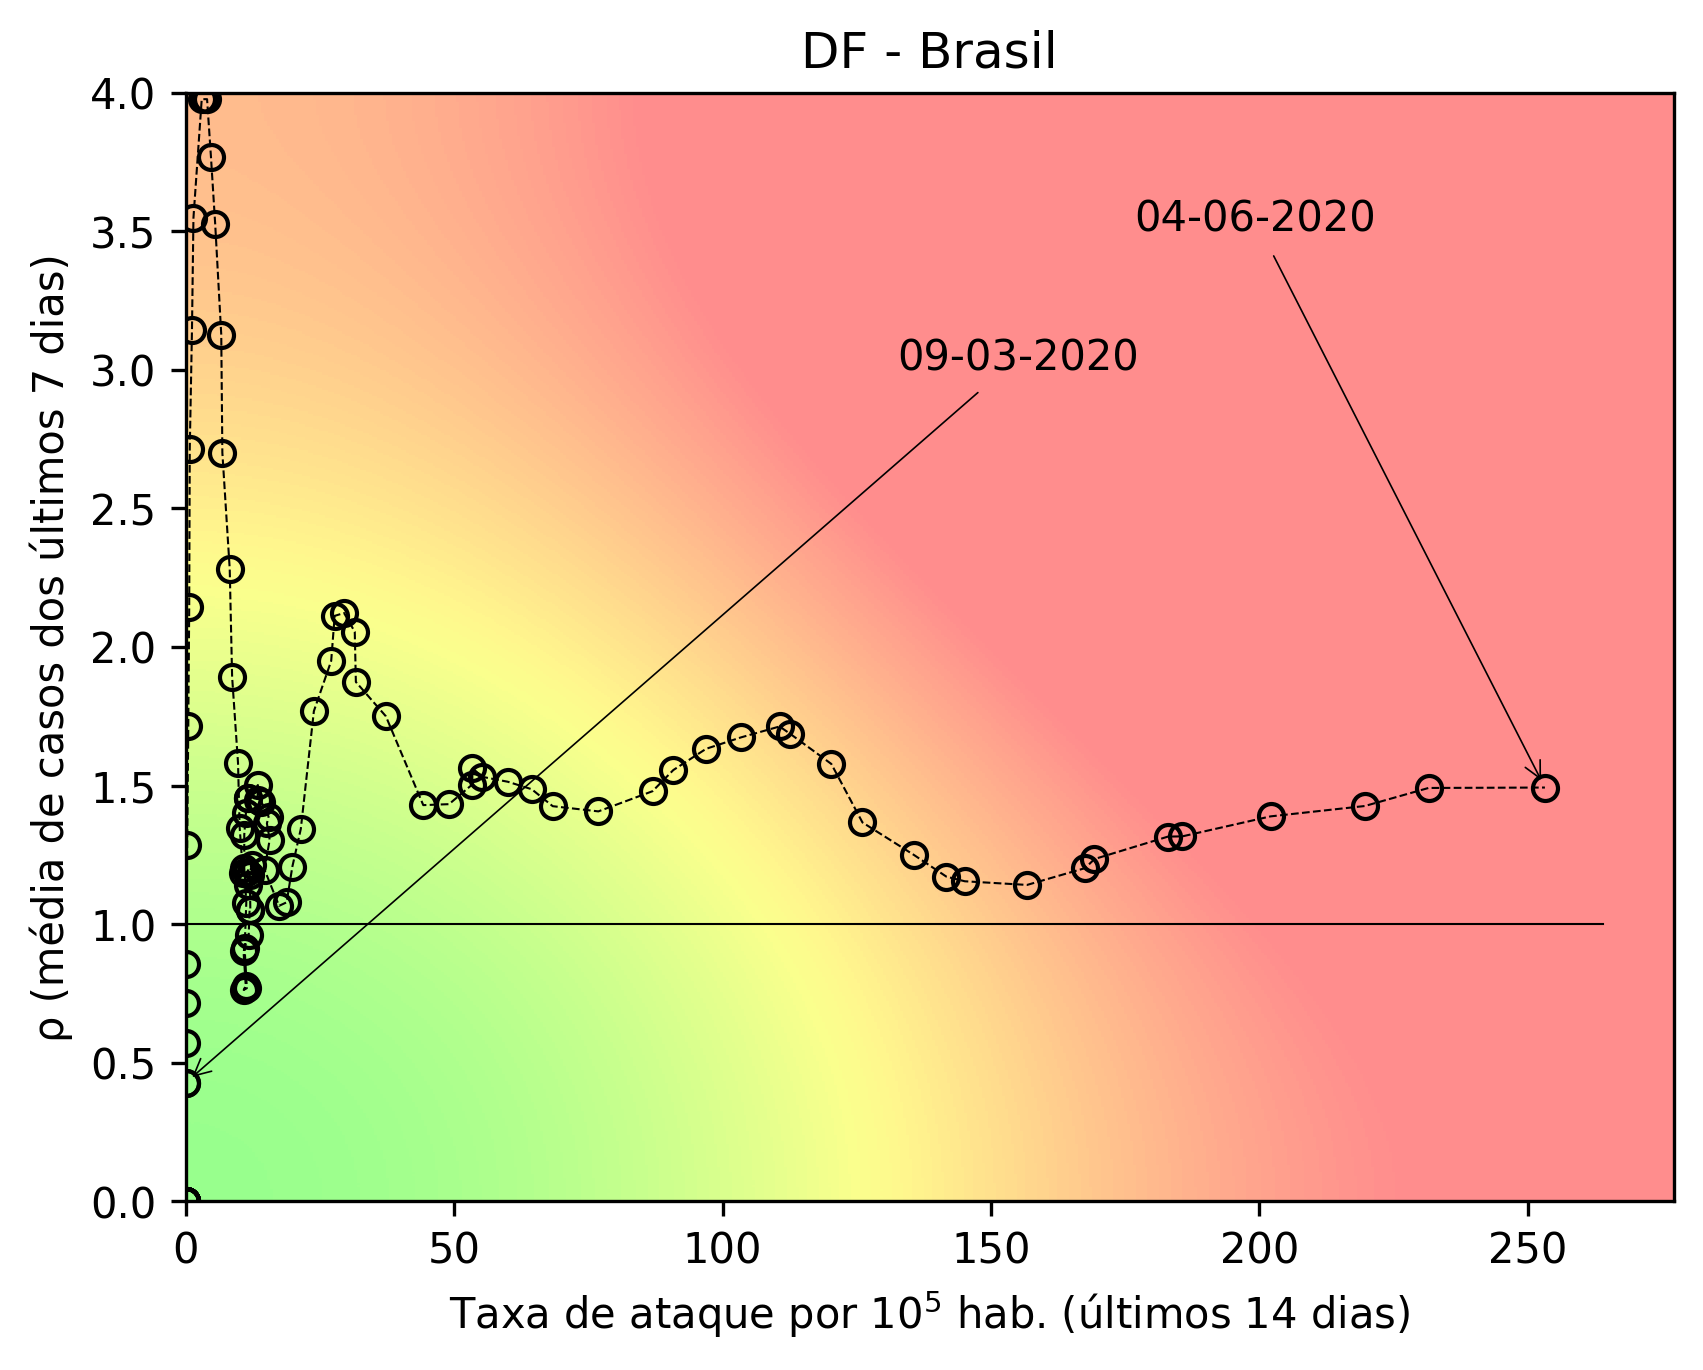 DF - Brasil
4.0
3.5
3.0
2.5
2.0
1.5
1.0
0.5
0.0
ρ (média de casos dos últimos 7 dias)
04-06-2020
09-03-2020
0 50 100 150 200 250
Taxa de ataque por 10⁵ hab. (últimos 14 dias)